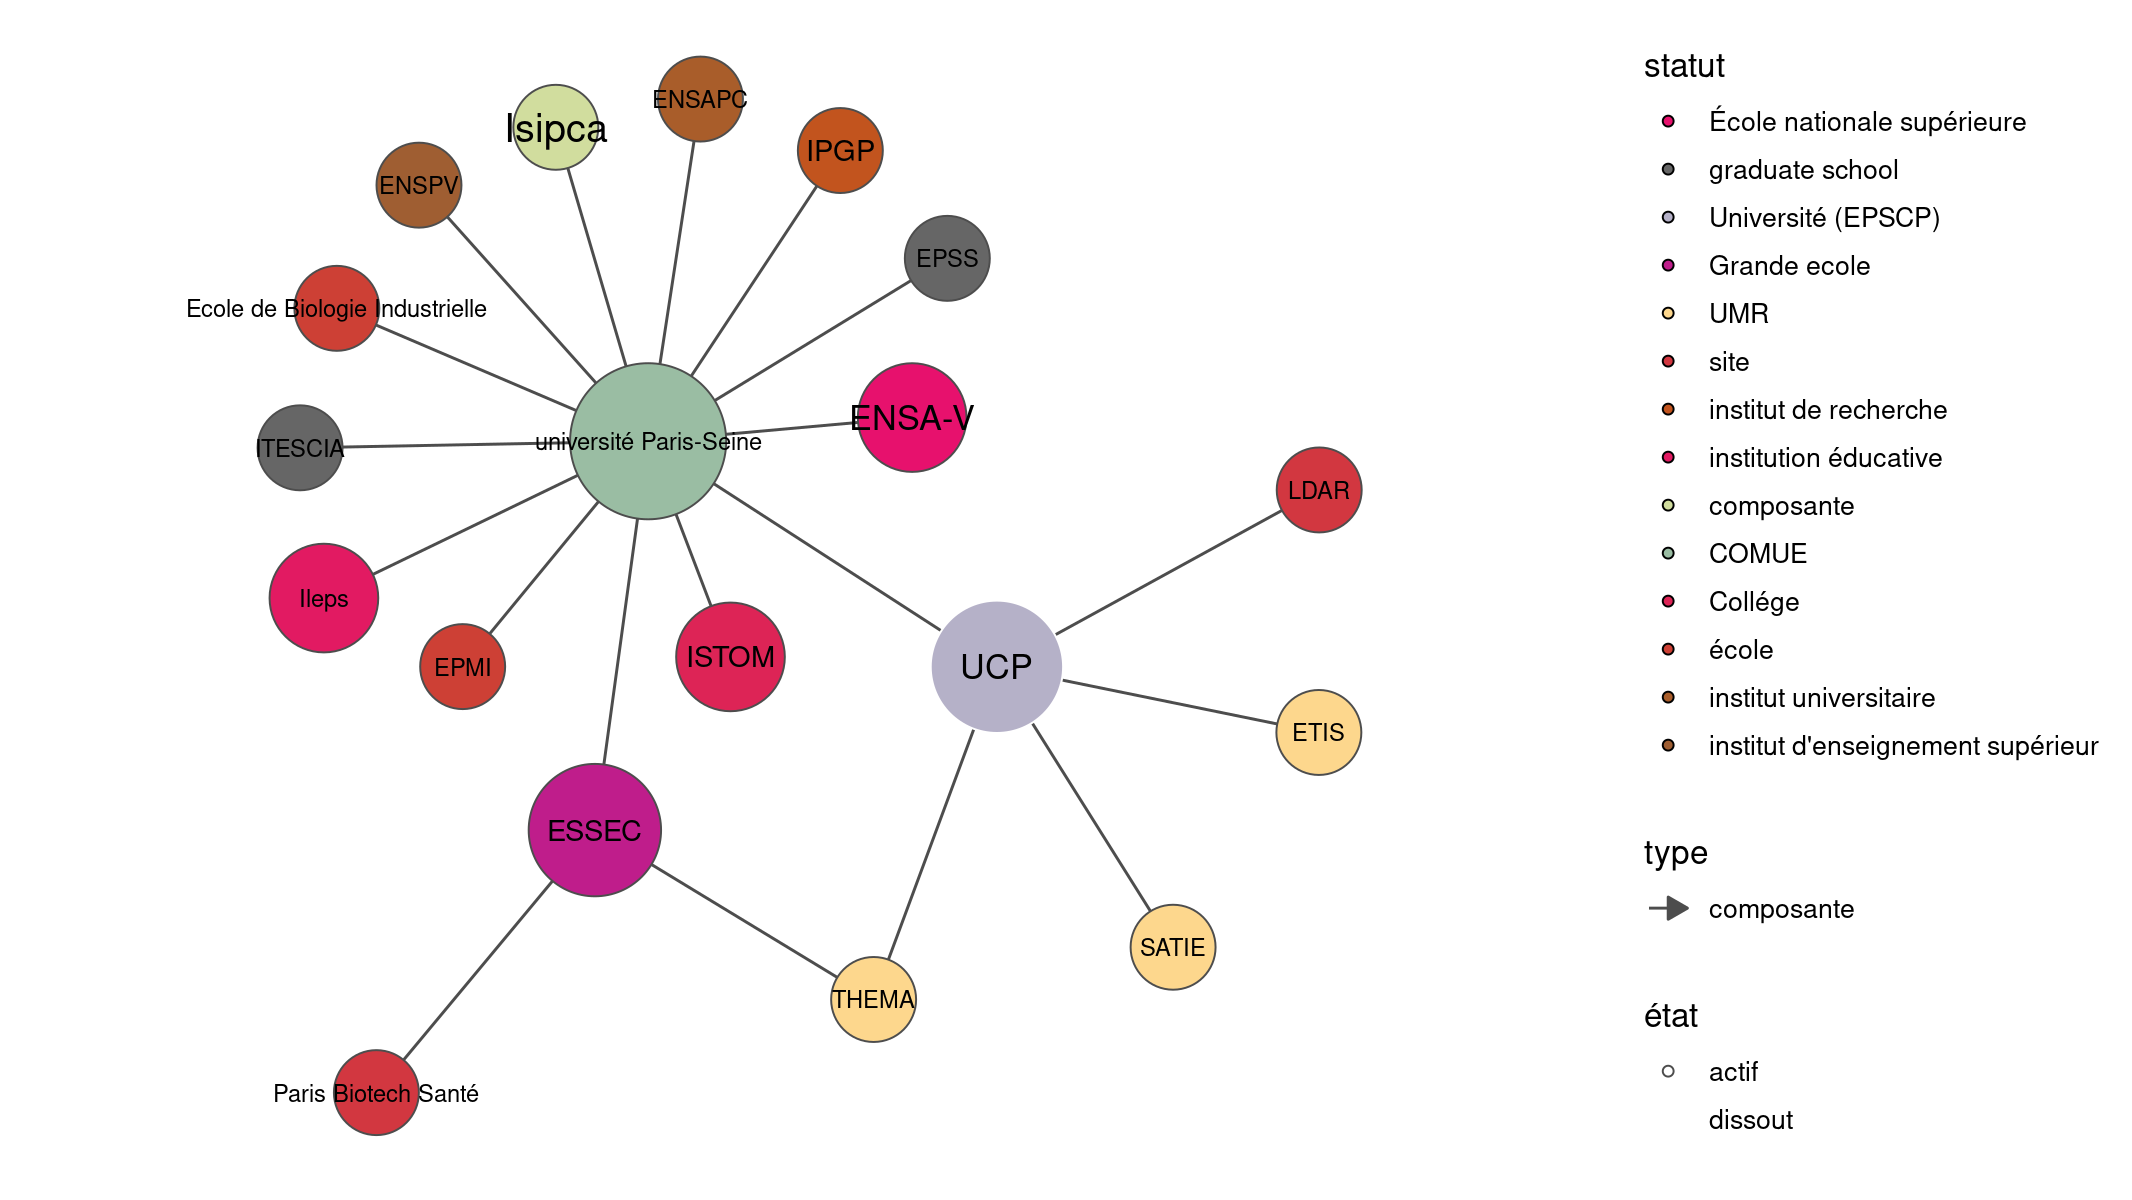 ENSAPC
Isipca
IPGP
ENSPV
EPSS
Ecole de Biologie Industrielle
ENSA-V
université Paris-Seine
ITESCIA
LDAR
Ileps
EPMI
ISTOM
UCP
ETIS
ESSEC
SATIE
THEMA
Paris Biotech Santé
statut
École nationale supérieure
graduate school
Université (EPSCP)
Grande ecole
UMR
site
institut de recherche
institution éducative
composante
COMUE
Collége
école
institut universitaire
institut d'enseignement supérieur
type
composante
état
actif
dissout